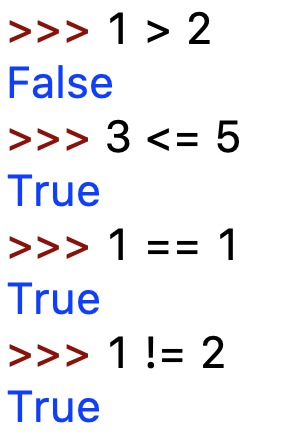 >>> 1 > 2
False
>>> 3 <= 5
True
>>> 1 == 1
True
>>> 1 != 2
True